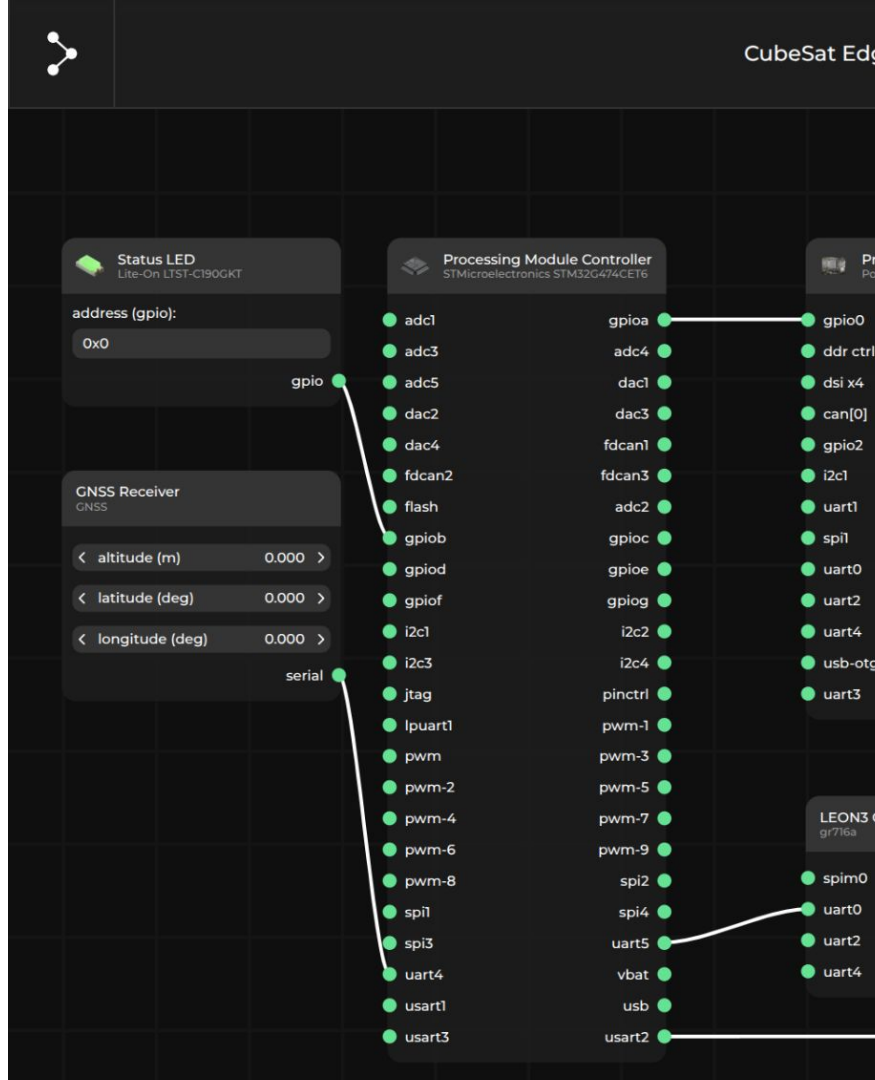 CubeSat Edg
Status LED
Lite-On LTST-C190GKT
address (gpio):
0x0
gpio
GNSS Receiver
GNSS
altitude (m) 0.000
latitude (deg) 0.000
longitude (deg) 0.000
serial
Processing Module Controller
STMicroelectronics STM32G474CET6
adc1 gpioa
adc3 adc4
adc5 dac1
dac2 dac3
dac4 fdcan1
fdcan2 fdcan3
flash adc2
gpiob gpioc
gpiod gpioe
gpiof gpiog
i2c1 i2c2
i2c3 i2c4
jtag pinctrl
lpuart1 pwm-1
pwm pwm-3
pwm-2 pwm-5
pwm-4 pwm-7
pwm-6 pwm-9
pwm-8 spi2
spi1 spi4
spi3 uart5
uart4 vbat
usart1 usb
usart3 usart2
Pr
Po
gpio0
ddr ctrl
dsi x4
can[0]
gpio2
i2c1
uart1
spi1
uart0
uart2
uart4
usb-otg
uart3
LEON3
gr716a
spim0
uart0
uart2
uart4